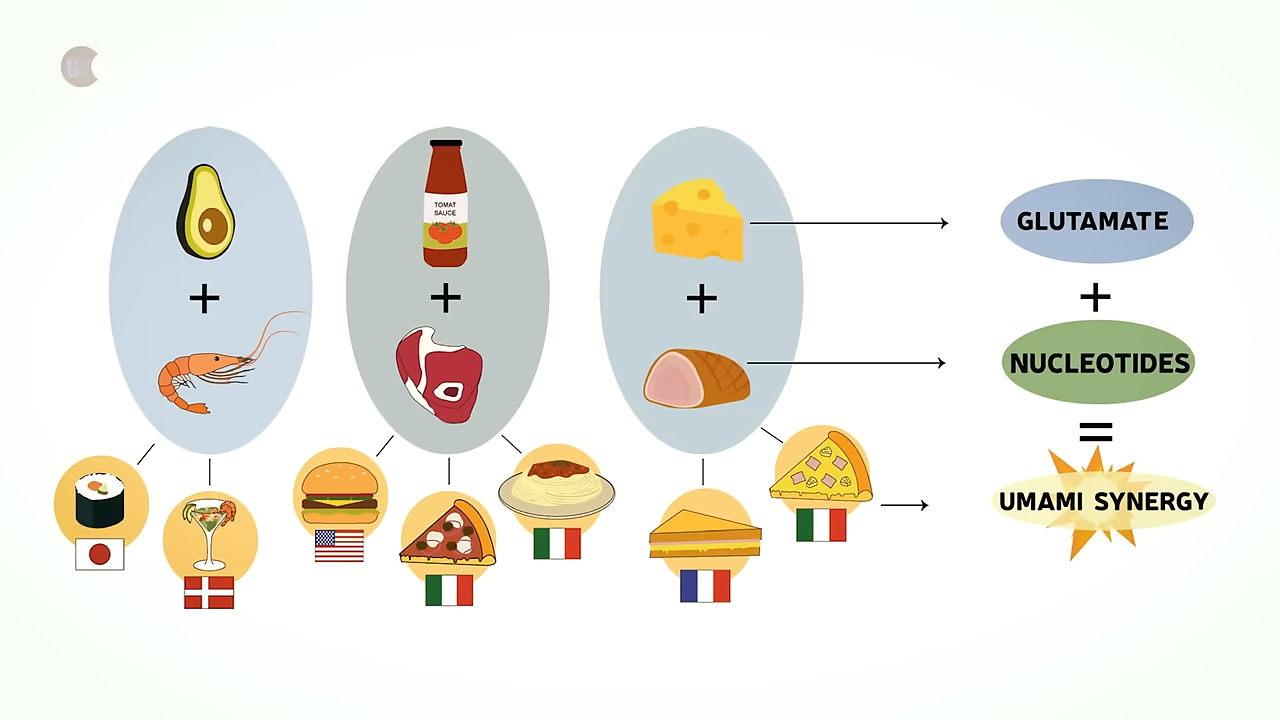 TOMAT
SAUCE
GLUTAMATE
NUCLEOTIDES
UMAMI SYNERGY